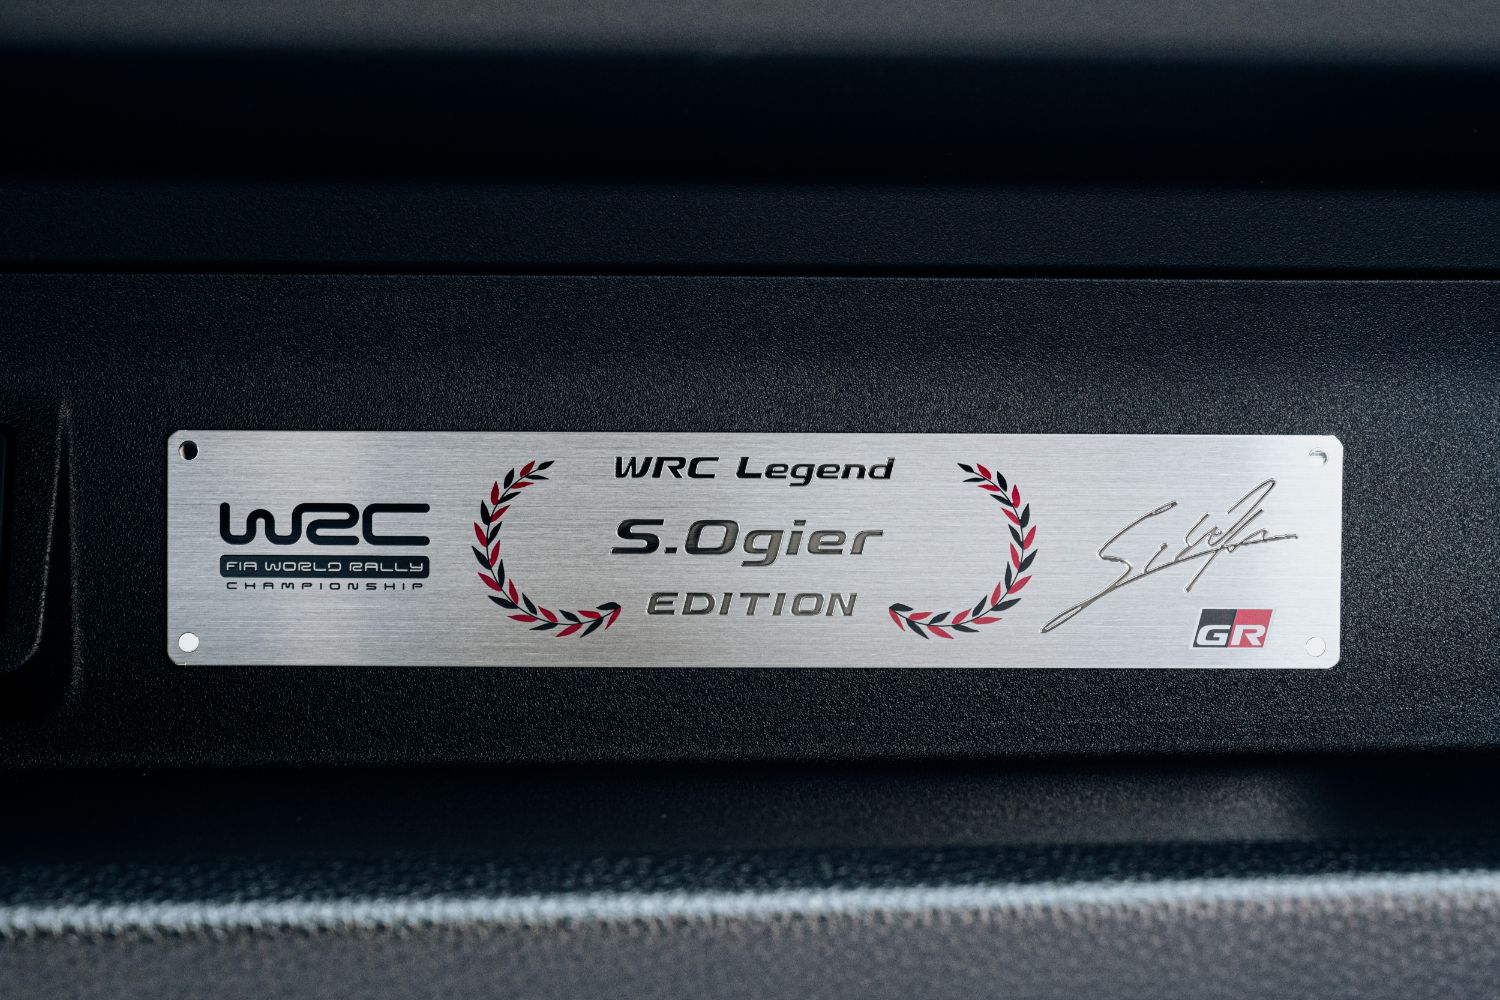 WRC
FIA WORLD RALLY
CHAMPIONSHIP
WRC Legend
S.Ogier
EDITION
GR